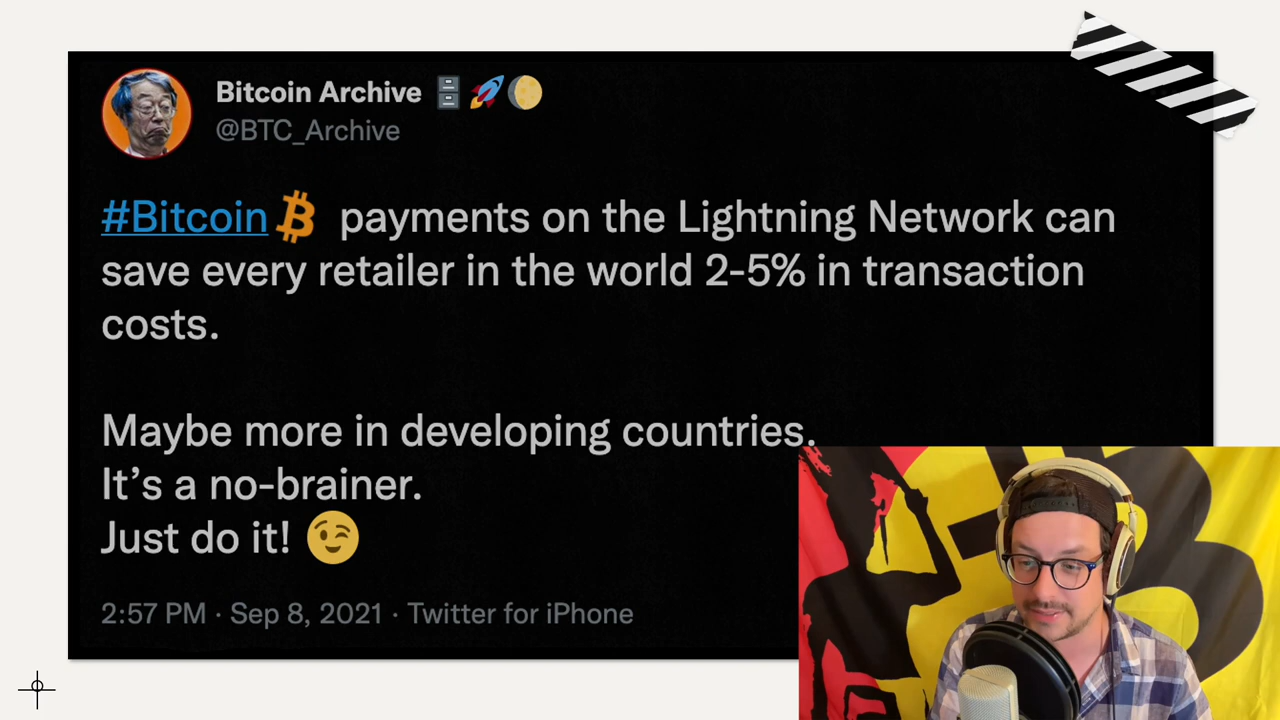 Bitcoin Archive 🗄️🚀🌔
@BTC_Archive
#Bitcoin payments on the Lightning Network can
save every retailer in the world 2-5% in transaction
costs.
Maybe more in developing countries.
It’s a no-brainer.
Just do it! 😉
2:57 PM · Sep 8, 2021 · Twitter for iPhone